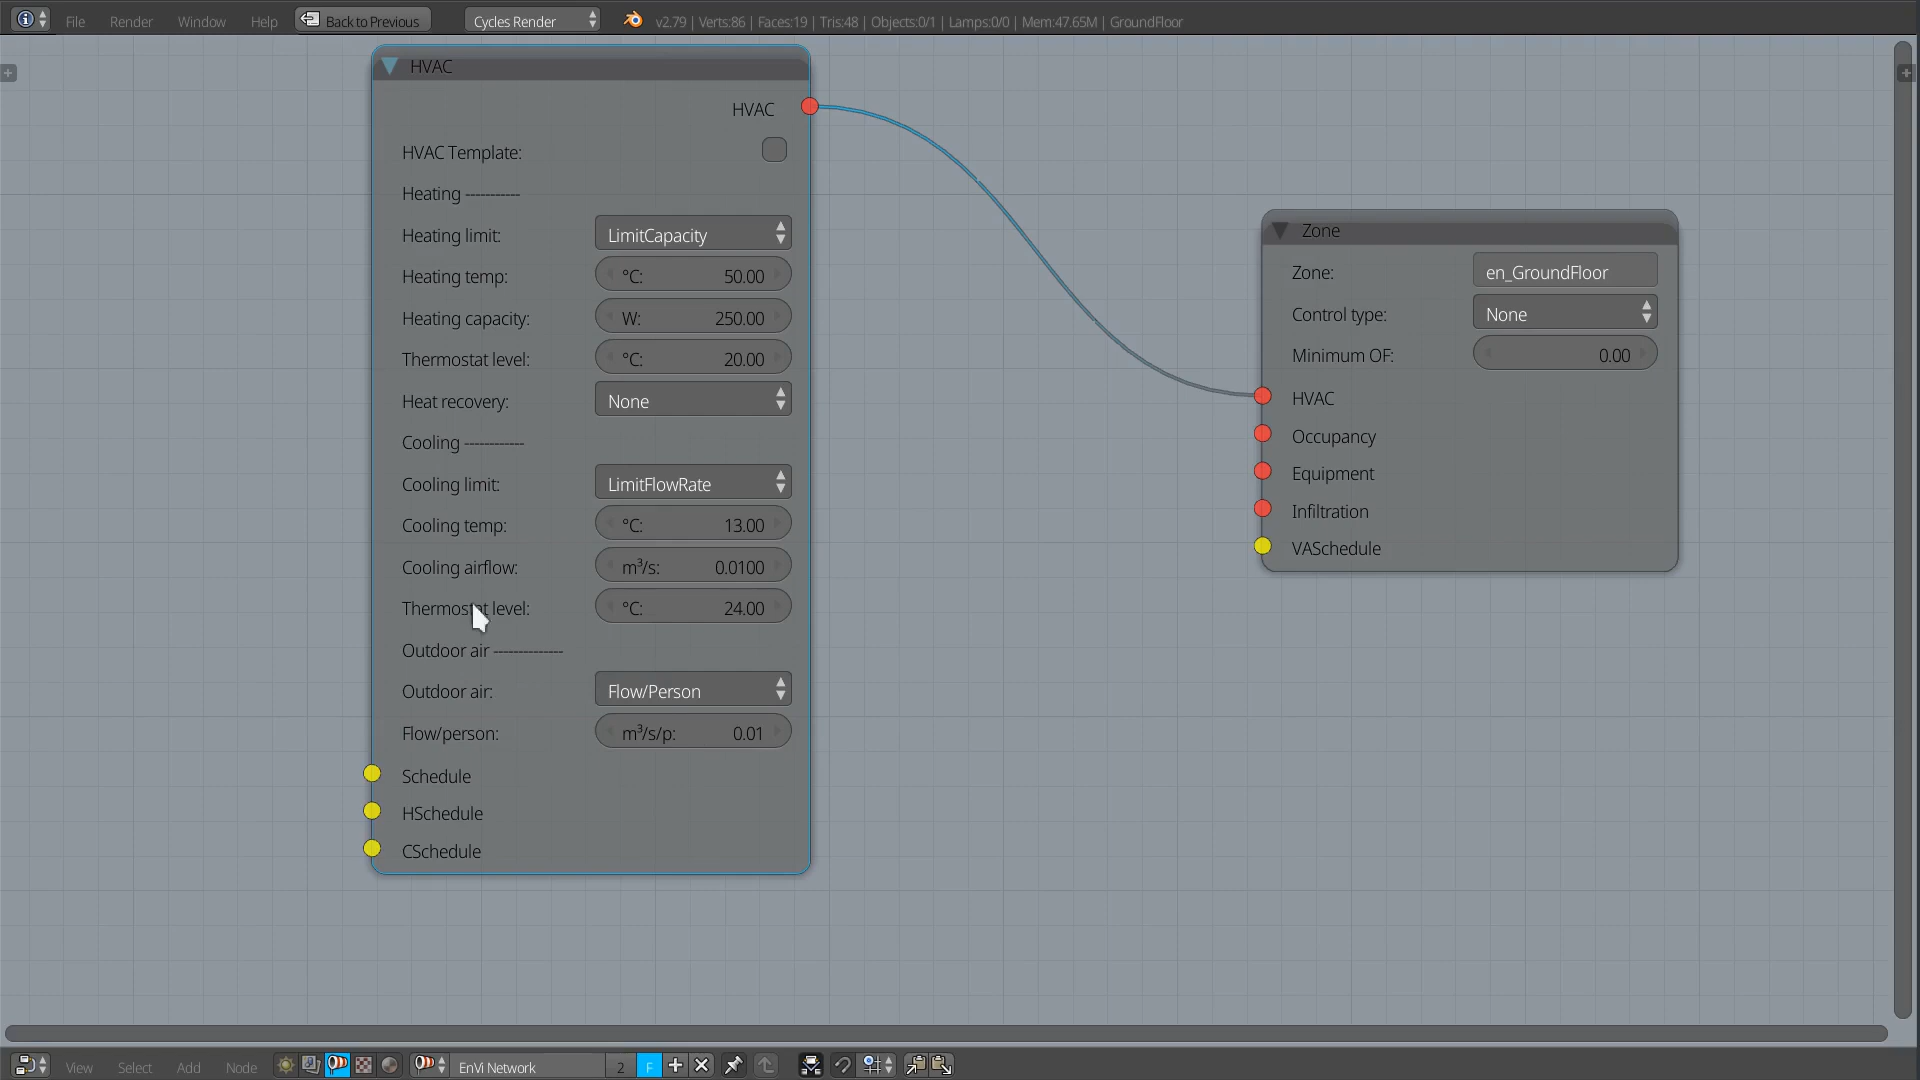 File Render Window Help Back to Previous Cycles Render v2.79 | Verts:86 | Faces:19 | Tris:48 | Objects:0/1 | Lamps:0/0 | Mem:47.65M | GroundFloor
HVAC
HVAC
HVAC Template:
Heating -----------
Heating limit: LimitCapacity
Heating temp: °C: 50.00
Heating capacity: W: 250.00
Thermostat level: °C: 20.00
Heat recovery: None
Cooling ------------
Cooling limit: LimitFlowRate
Cooling temp: °C: 13.00
Cooling airflow: m³/s: 0.0100
Thermostat level: °C: 24.00
Outdoor air --------------
Outdoor air: Flow/Person
Flow/person: m³/s/p: 0.01
Schedule
HSchedule
CSchedule
Zone
Zone: en_GroundFloor
Control type: None
Minimum OF: 0.00
HVAC
Occupancy
Equipment
Infiltration
VASchedule
View Select Add Node EnVi Network 2 F